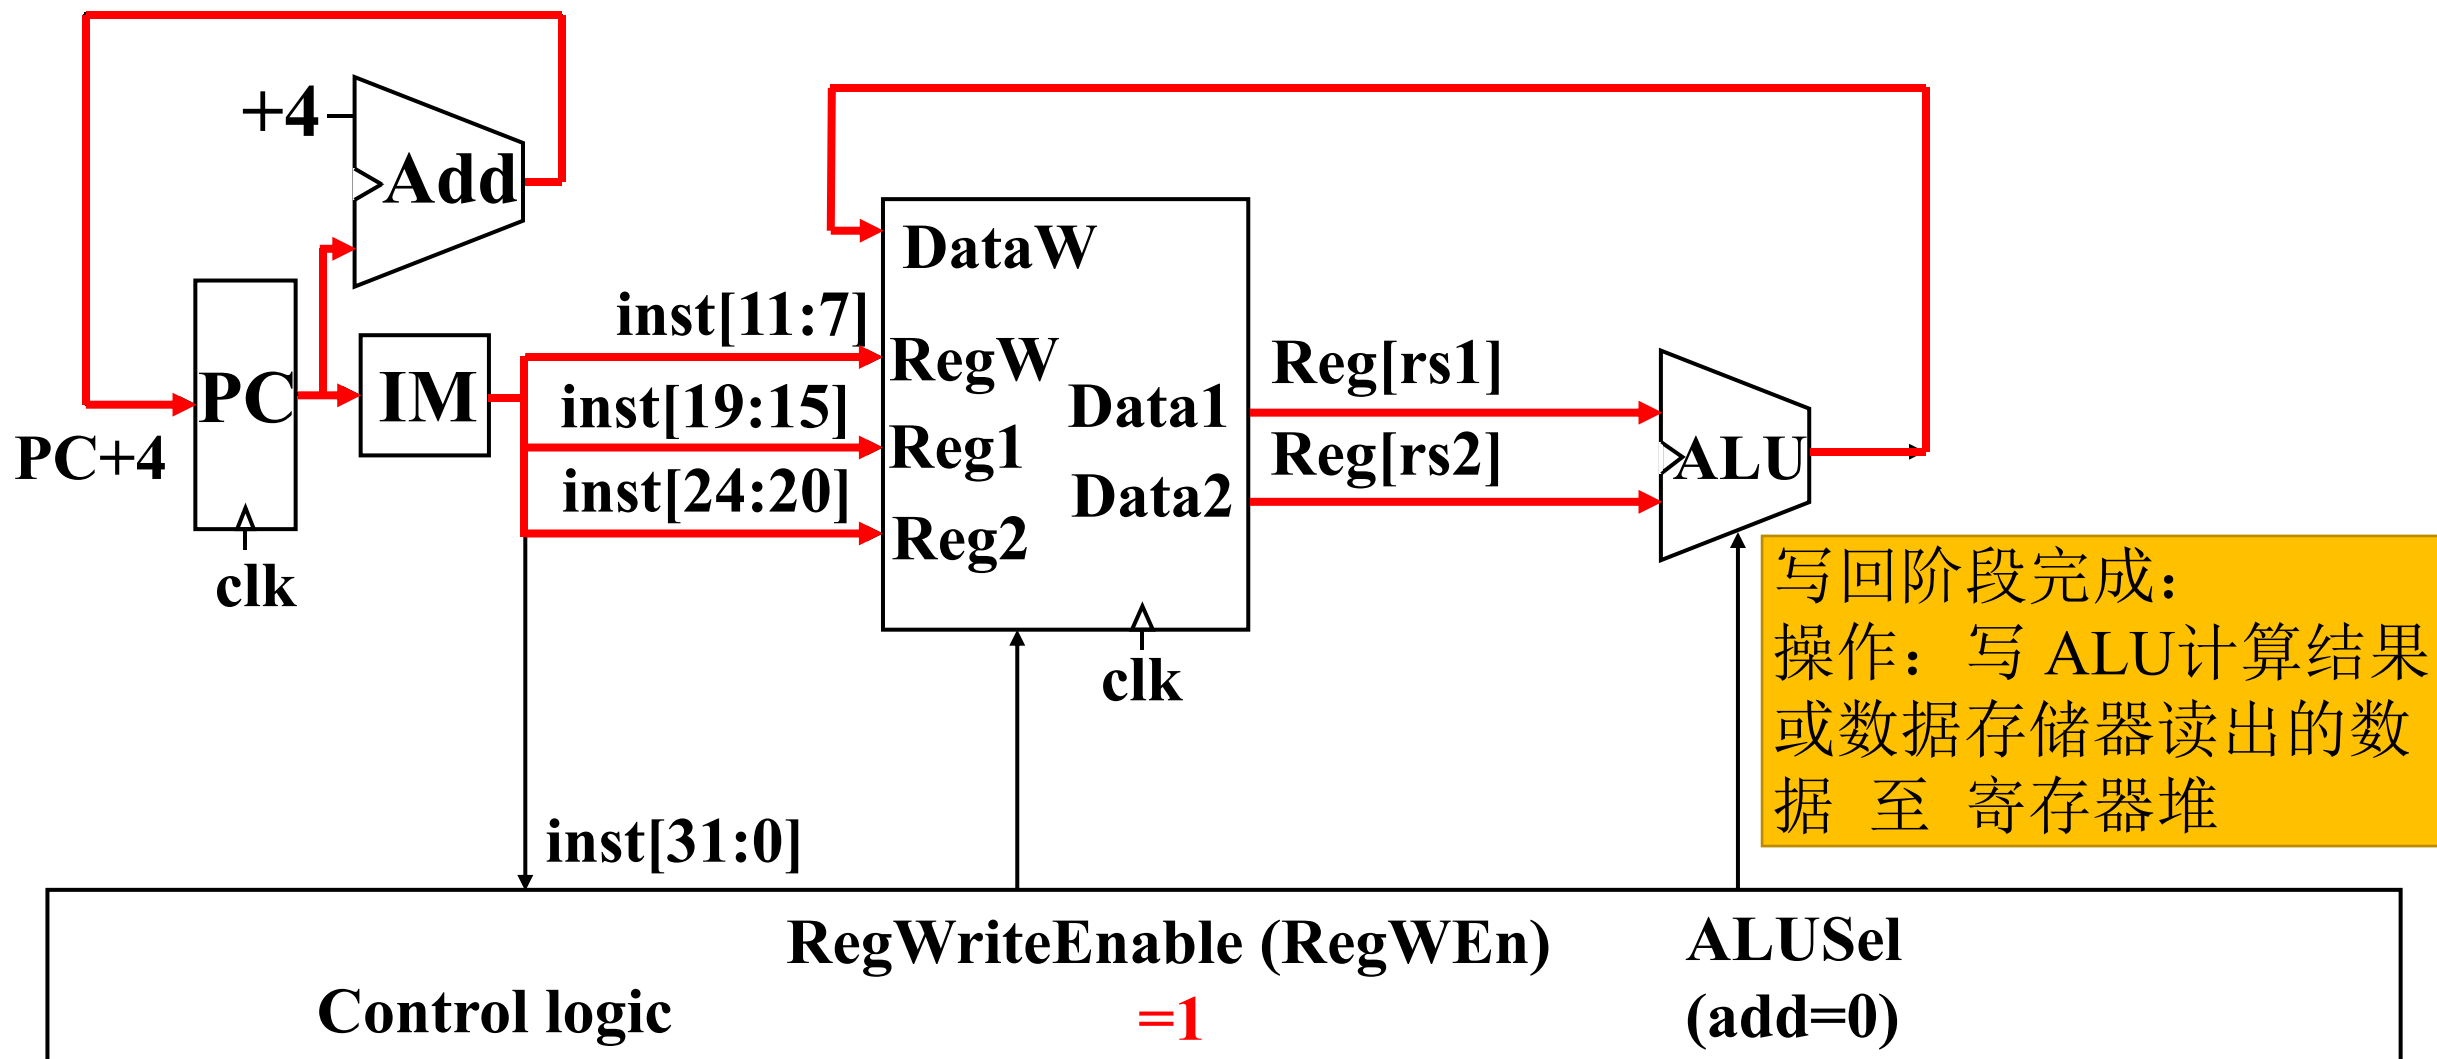 +4
Add
DataW
inst[11:7]
RegW
Reg[rs1]
PC
IM
inst[19:15]
Data1
PC+4
Reg1
Reg[rs2]
ALU
inst[24:20]
Data2
Reg2
clk
clk
写回阶段完成：
操作：写 ALU计算结果
或数据存储器读出的数
据 至 寄存器堆
inst[31:0]
RegWriteEnable (RegWEn)
=1
ALUSel
(add=0)
Control logic